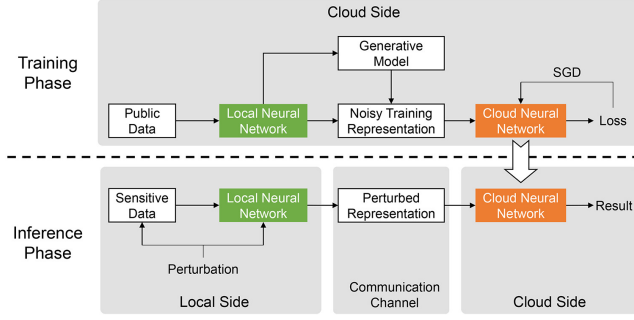 Cloud Side
Training
Phase
Generative
Model
SGD
Public
Data
Local Neural
Network
Noisy Training
Representation
Cloud Neural
Network
Loss
Inference
Phase
Sensitive
Data
Local Neural
Network
Perturbed
Representation
Cloud Neural
Network
Result
Perturbation
Local Side
Communication
Channel
Cloud Side